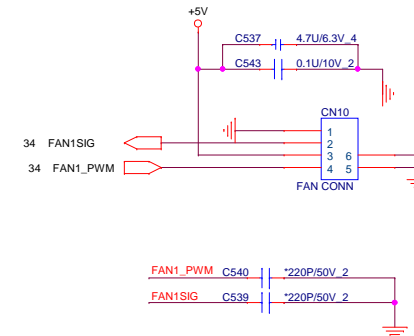 +5V
C537 4.7U/6.3V_4
C543 0.1U/10V_2
CN10
34 FAN1SIG
34 FAN1_PWM
1
2
3 6
4 5
FAN CONN
FAN1_PWM C540 *220P/50V_2
FAN1SIG C539 *220P/50V_2